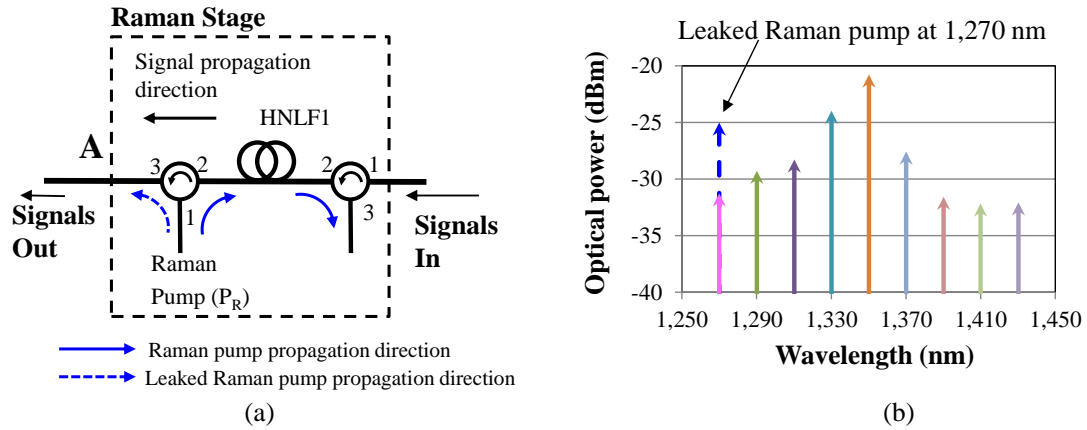 Raman Stage
Signal propagation
direction
HNLF1
A
3
2
2
1
1
3
Signals
Out
Signals
In
Raman
Pump (P_R)
Raman pump propagation direction
Leaked Raman pump propagation direction
(a)
Leaked Raman pump at 1,270 nm
Optical power (dBm)
-20
-25
-30
-35
-40
1,250
1,290
1,330
1,370
1,410
1,450
Wavelength (nm)
(b)